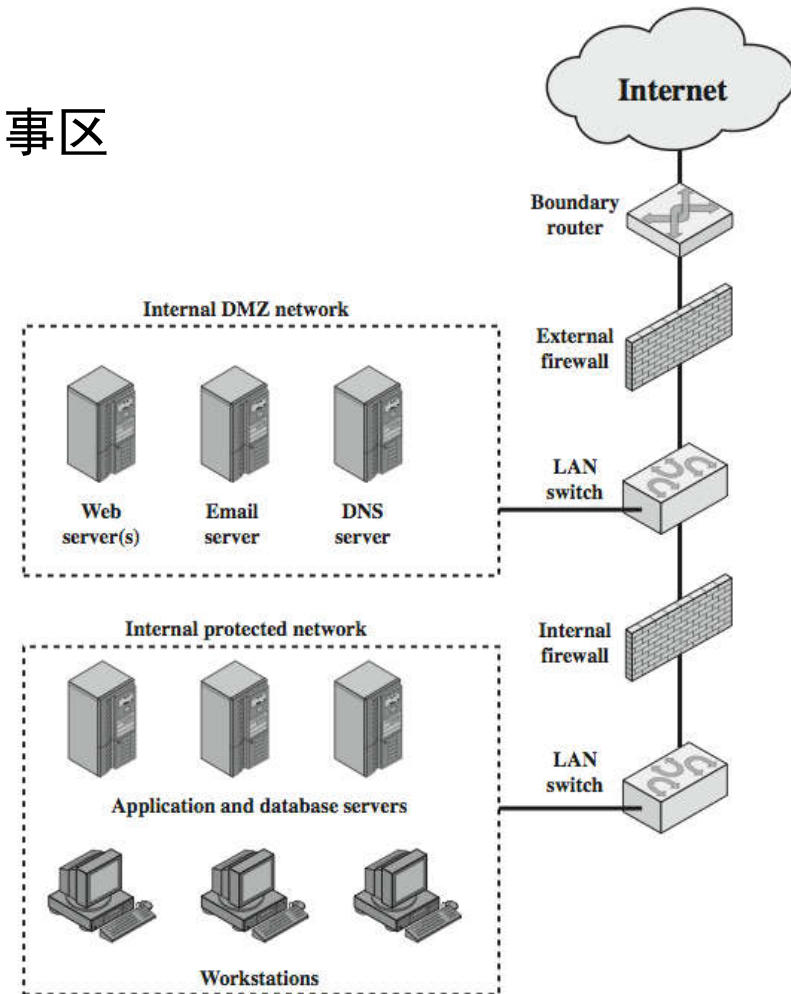 事区
Internet
Boundary
router
Internal DMZ network
External
firewall
Web
server(s)
Email
server
DNS
server
LAN
switch
Internal protected network
Internal
firewall
Application and database servers
LAN
switch
Workstations